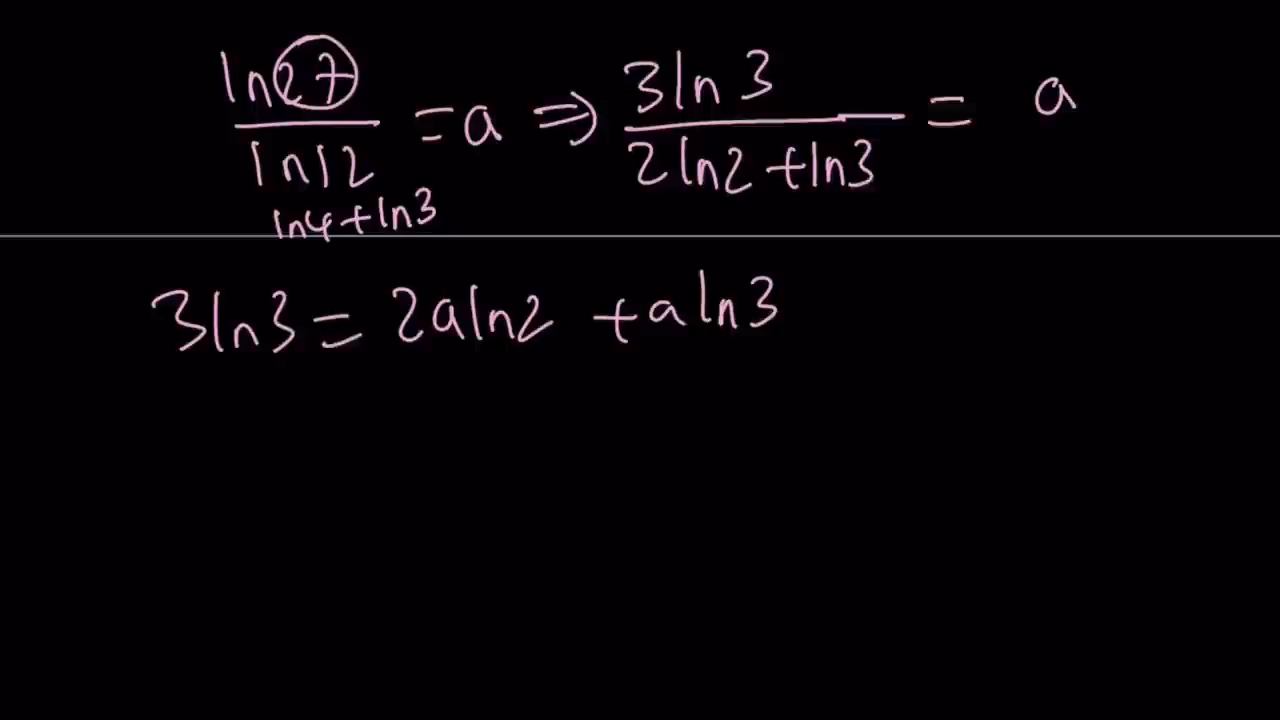 ln27/ln12 = a ⇒ 3ln3/(2ln2 + ln3) = a
ln4 + ln3
3ln3 = 2aln2 + aln3